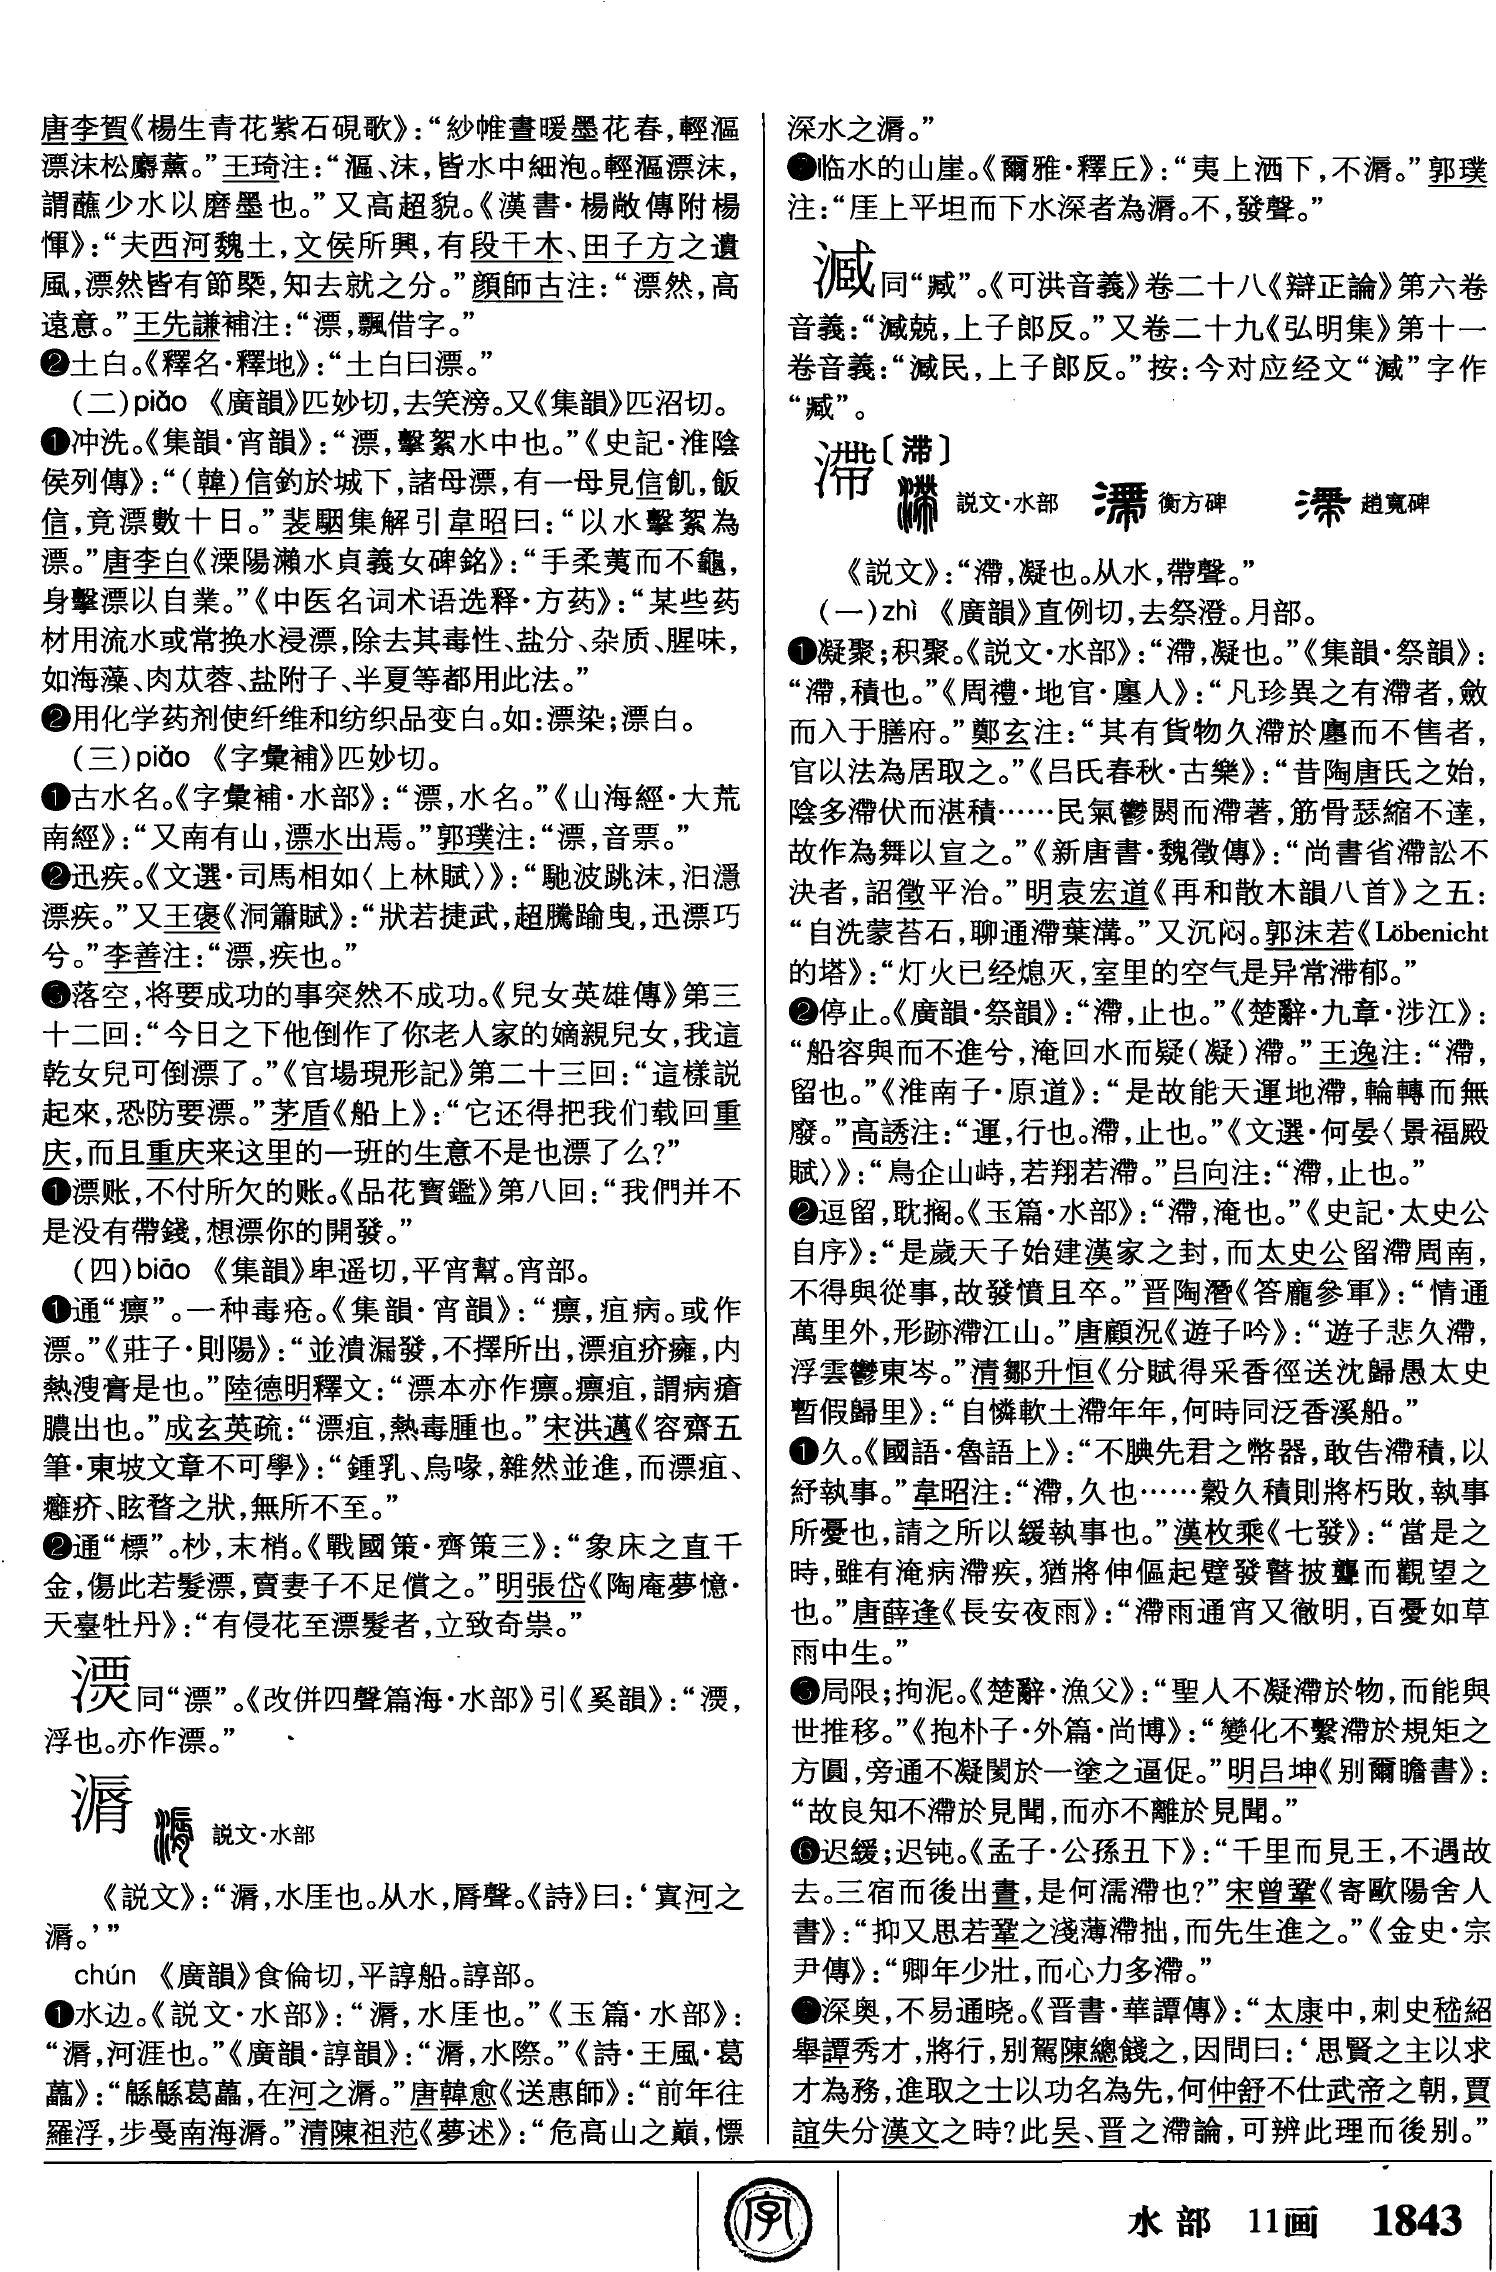 唐李賀《楊生青花紫石硯歌》:“紗帷晝暖墨花春,輕漚
漂沫松麝薰。”王琦注:“漚、沫,皆水中細泡。輕漚漂沫,
謂蘸少水以磨墨也。”又高超貌。《漢書·楊敞傳附楊
惲》:“夫西河魏土,文侯所興,有段干木、田子方之遺
風,漂然皆有節槩,知去就之分。”顏師古注:“漂然,高
遠意。”王先謙補注:“漂,飄借字。”
❷土白。《釋名·釋地》:“土白曰漂。”
(二)piǎo 《廣韻》匹妙切,去笑滂。又《集韻》匹沼切。
❶冲洗。《集韻·宵韻》:“漂,擊絮水中也。”《史記·淮陰
侯列傳》:“(韓)信釣於城下,諸母漂,有一母見信飢,飯
信,竟漂數十日。”裴駰集解引韋昭曰:“以水擊絮為
漂。”唐李白《溧陽瀨水貞義女碑銘》:“手柔荑而不龜,
身擊漂以自業。”《中医名词术语选释·方药》:“某些药
材用流水或常换水浸漂,除去其毒性、盐分、杂质、腥味,
如海藻、肉苁蓉、盐附子、半夏等都用此法。”
❷用化学药剂使纤维和纺织品变白。如:漂染;漂白。
(三)piào 《字彙補》匹妙切。
❶古水名。《字彙補·水部》:“漂,水名。”《山海經·大荒
南經》:“又南有山,漂水出焉。”郭璞注:“漂,音票。”
❷迅疾。《文選·司馬相如〈上林賦〉》:“馳波跳沫,汩㶏
漂疾。”又王褒《洞簫賦》:“狀若捷武,超騰踰曳,迅漂巧
兮。”李善注:“漂,疾也。”
❸落空,将要成功的事突然不成功。《兒女英雄傳》第三
十二回:“今日之下他倒作了你老人家的嫡親兒女,我這
乾女兒可倒漂了。”《官場現形記》第二十三回:“這樣説
起來,恐防要漂。”茅盾《船上》:“它还得把我们载回重
庆,而且重庆来这里的一班的生意不是也漂了么?”
❶漂账,不付所欠的账。《品花寶鑑》第八回:“我們并不
是没有帶錢,想漂你的開發。”
(四)biāo 《集韻》卑遥切,平宵幫。宵部。
❶通“瘭”。一种毒疮。《集韻·宵韻》:“瘭,疽病。或作
漂。”《莊子·則陽》:“並潰漏發,不擇所出,漂疽疥癰,内
熱溲膏是也。”陸德明釋文:“漂本亦作瘭。瘭疽,謂病瘡
膿出也。”成玄英疏:“漂疽,熱毒腫也。”宋洪邁《容齋五
筆·東坡文章不可學》:“鍾乳、烏喙,雜然並進,而漂疽、
癰疥、眩瞀之狀,無所不至。”
❷通“標”。杪,末梢。《戰國策·齊策三》:“象床之直千
金,傷此若髮漂,賣妻子不足償之。”明張岱《陶庵夢憶·
天臺牡丹》:“有侵花至漂髮者,立致奇祟。”
同“漂”。《改併四聲篇海·水部》引《奚韻》:“
浮也。亦作漂。”
漘 説文·水部
《説文》:“漘,水厓也。从水,脣聲。《詩》曰:‘寘河之
漘。’”
chún 《廣韻》食倫切,平諄船。諄部。
❶水边。《説文·水部》:“漘,水厓也。”《玉篇·水部》:
“漘,河涯也。”《廣韻·諄韻》:“漘,水際。”《詩·王風·葛
藟》:“緜緜葛藟,在河之漘。”唐韓愈《送惠師》:“前年往
羅浮,步戞南海漘。”清陳祖范《夢述》:“危高山之巔,慓
深水之漘。”
❷临水的山崖。《爾雅·釋丘》:“夷上洒下,不漘。”郭璞
注:“厓上平坦而下水深者為漘。不,發聲。”
同“臧”。《可洪音義》卷二十八《辯正論》第六卷
音義:“兢,上子郎反。”又卷二十九《弘明集》第十一
卷音義:“民,上子郎反。”按:今对应经文“”字作
“臧”。
滯〔滞〕 説文·水部 衡方碑 趙寬碑
《説文》:“滯,凝也。从水,帶聲。”
(一)zhì 《廣韻》直例切,去祭澄。月部。
❶凝聚;积聚。《説文·水部》:“滯,凝也。”《集韻·祭韻》:
“滯,積也。”《周禮·地官·廛人》:“凡珍異之有滯者,斂
而入于膳府。”鄭玄注:“其有貨物久滯於廛而不售者,
官以法為居取之。”《吕氏春秋·古樂》:“昔陶唐氏之始,
陰多滯伏而湛積……民氣鬱閼而滯著,筋骨瑟縮不達,
故作為舞以宣之。”《新唐書·魏徵傳》:“尚書省滯訟不
決者,詔徵平治。”明袁宏道《再和散木韻八首》之五:
“自洗蒙苔石,聊通滯葉溝。”又沉闷。郭沫若《Löbenicht
的塔》:“灯火已经熄灭,室里的空气是异常滞郁。”
❷停止。《廣韻·祭韻》:“滯,止也。”《楚辭·九章·涉江》:
“船容與而不進兮,淹回水而疑(凝)滯。”王逸注:“滯,
留也。”《淮南子·原道》:“是故能天運地滯,輪轉而無
廢。”高誘注:“運,行也。滯,止也。”《文選·何晏〈景福殿
賦〉》:“鳥企山峙,若翔若滯。”吕向注:“滯,止也。”
❷逗留,耽搁。《玉篇·水部》:“滯,淹也。”《史記·太史公
自序》:“是歲天子始建漢家之封,而太史公留滯周南,
不得與從事,故發憤且卒。”晋陶潛《答龐參軍》:“情通
萬里外,形跡滯江山。”唐顧況《遊子吟》:“遊子悲久滯,
浮雲鬱東岑。”清鄒升恒《分賦得采香徑送沈歸愚太史
暫假歸里》:“自憐軟土滯年年,何時同泛香溪船。”
❶久。《國語·魯語上》:“不腆先君之幣器,敢告滯積,以
紓執事。”韋昭注:“滯,久也……穀久積則將朽敗,執事
所憂也,請之所以緩執事也。”漢枚乘《七發》:“當是之
時,雖有淹病滯疾,猶將伸傴起躄發瞽披聾而觀望之
也。”唐薛逢《長安夜雨》:“滯雨通宵又徹明,百憂如草
雨中生。”
❺局限;拘泥。《楚辭·漁父》:“聖人不凝滯於物,而能與
世推移。”《抱朴子·外篇·尚博》:“變化不繫滯於規矩之
方圓,旁通不凝閡於一塗之逼促。”明吕坤《别爾瞻書》:
“故良知不滯於見聞,而亦不離於見聞。”
❻迟緩;迟钝。《孟子·公孫丑下》:“千里而見王,不遇故
去。三宿而後出晝,是何濡滯也?”宋曾鞏《寄歐陽舍人
書》:“抑又思若鞏之淺薄滯拙,而先生進之。”《金史·宗
尹傳》:“卿年少壯,而心力多滯。”
❼深奥,不易通晓。《晋書·華譚傳》:“太康中,刺史嵇紹
舉譚秀才,將行,别駕陳總餞之,因問曰:‘思賢之主以求
才為務,進取之士以功名為先,何仲舒不仕武帝之朝,賈
誼失分漢文之時?此吴、晋之滯論,可辨此理而後别。”
字 水部 11画 1843